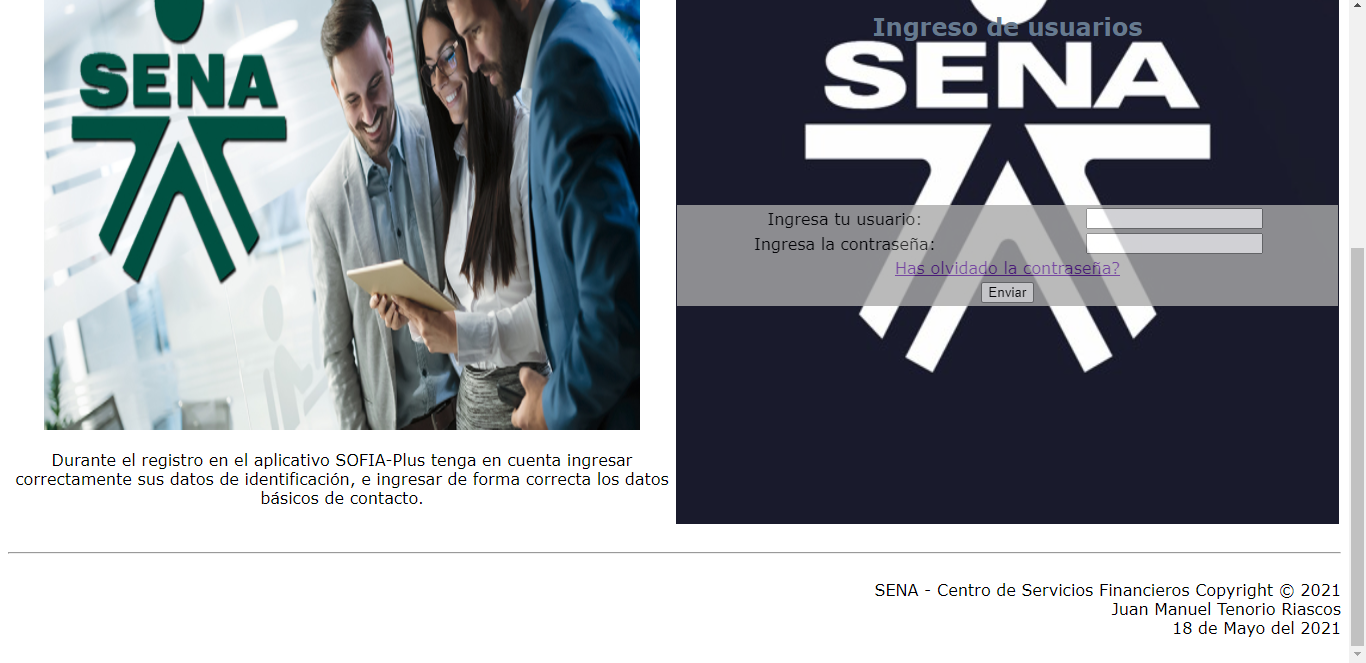 SENA
Durante el registro en el aplicativo SOFIA-Plus tenga en cuenta ingresar
correctamente sus datos de identificación, e ingresar de forma correcta los datos
básicos de contacto.
Ingreso de usuarios
SENA
Ingresa tu usuario:
Ingresa la contraseña:
Has olvidado la contraseña?
Enviar
SENA - Centro de Servicios Financieros Copyright © 2021
Juan Manuel Tenorio Riascos
18 de Mayo del 2021